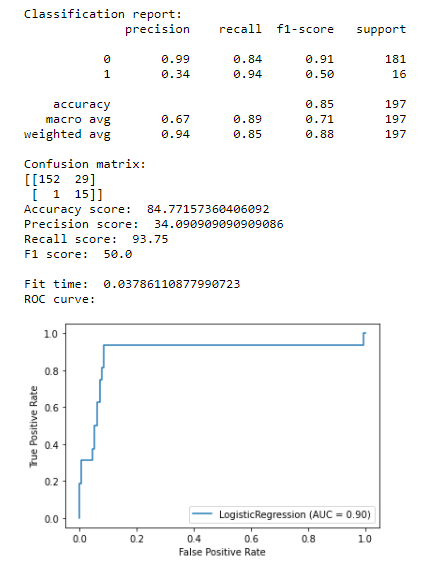 Classification report:
precision recall f1-score support
0 0.99 0.84 0.91 181
1 0.34 0.94 0.50 16
accuracy 0.85 197
macro avg 0.67 0.89 0.71 197
weighted avg 0.94 0.85 0.88 197
Confusion matrix:
[[152 29]
[ 1 15]]
Accuracy score: 84.77157360406092
Precision score: 34.090909090909086
Recall score: 93.75
F1 score: 50.0
Fit time: 0.03786110877990723
ROC curve:
1.0
0.8
0.6
0.4
0.2
0.0
True Positive Rate
LogisticRegression (AUC = 0.90)
0.0 0.2 0.4 0.6 0.8 1.0
False Positive Rate